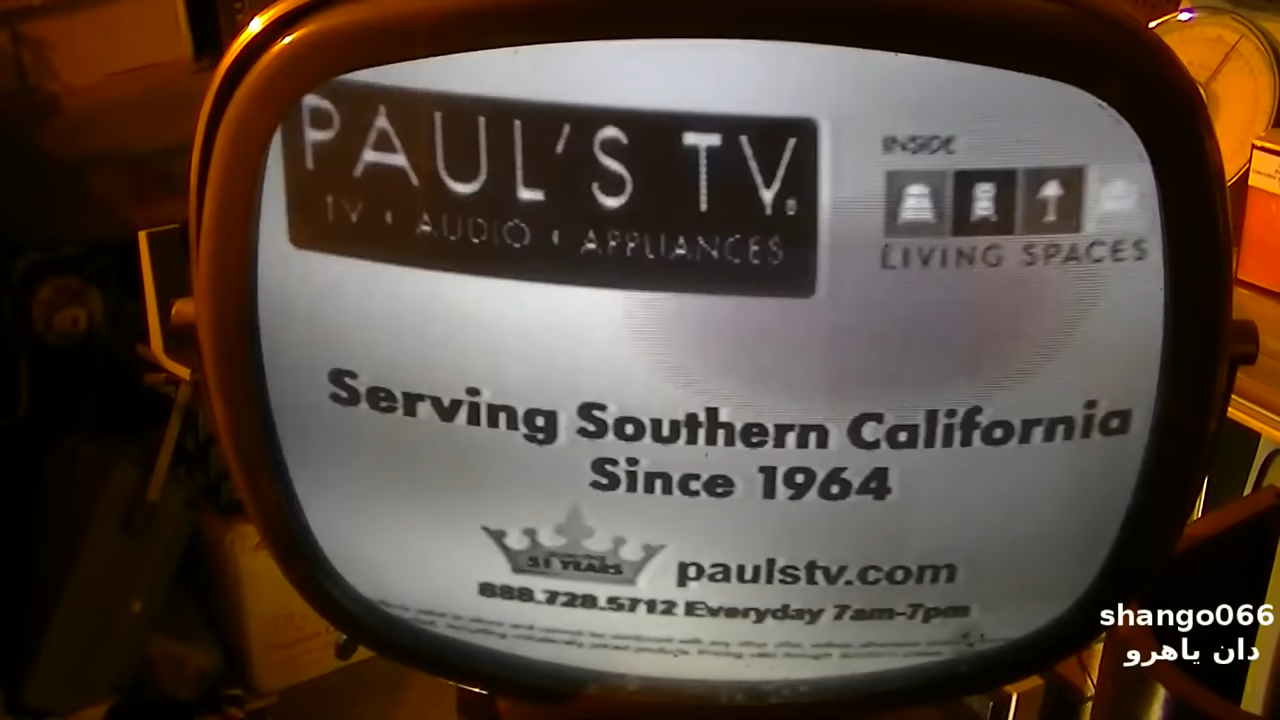 PAUL'S TV
TV • AUDIO • APPLIANCES
INSIDE
LIVING SPACES
Serving Southern California
Since 1964
51 YEARS
paulstv.com
888.728.5712 Everyday 7am-7pm
shango066
دان ياهرو